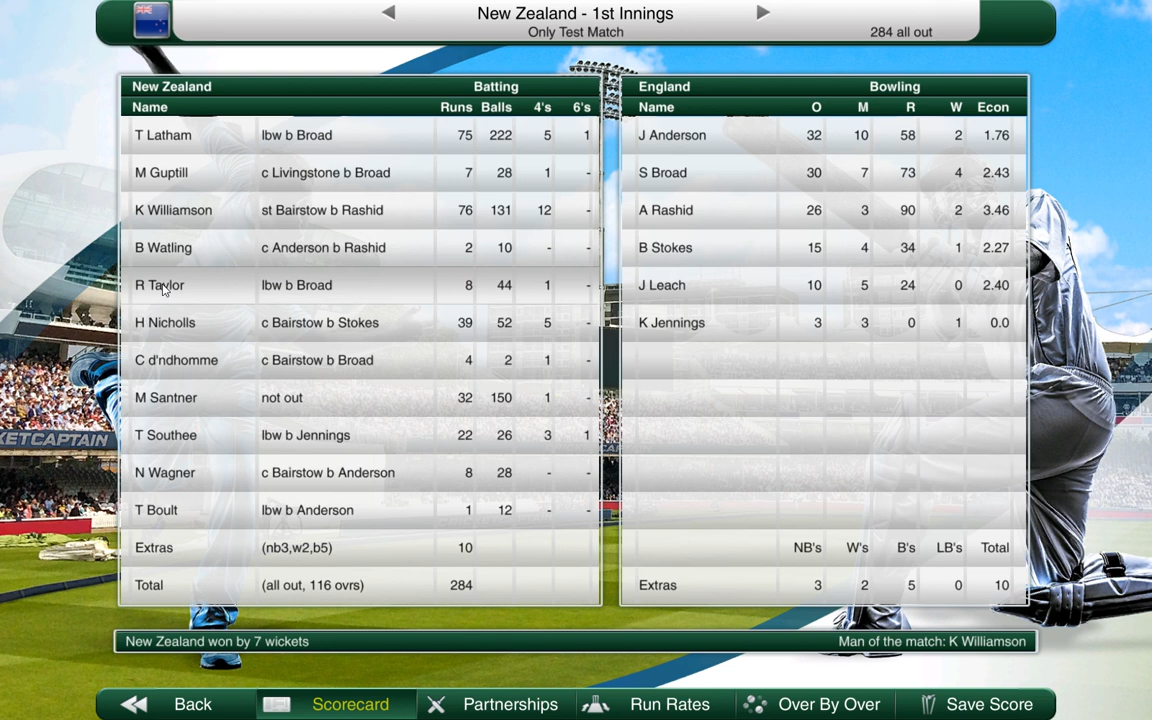 New Zealand - 1st Innings
Only Test Match 284 all out
New Zealand Batting
Name Runs Balls 4's 6's
T Latham lbw b Broad 75 222 5 1
M Guptill c Livingstone b Broad 7 28 1 -
K Williamson st Bairstow b Rashid 76 131 12 -
B Watling c Anderson b Rashid 2 10 - -
R Taylor lbw b Broad 8 44 1 -
H Nicholls c Bairstow b Stokes 39 52 5 -
C d'ndhomme c Bairstow b Broad 4 2 1 -
M Santner not out 32 150 1 -
T Southee lbw b Jennings 22 26 3 1
N Wagner c Bairstow b Anderson 8 28 - -
T Boult lbw b Anderson 1 12 - -
Extras (nb3,w2,b5) 10
Total (all out, 116 ovrs) 284
England Bowling
Name O M R W Econ
J Anderson 32 10 58 2 1.76
S Broad 30 7 73 4 2.43
A Rashid 26 3 90 2 3.46
B Stokes 15 4 34 1 2.27
J Leach 10 5 24 0 2.40
K Jennings 3 3 0 1 0.0
NB's W's B's LB's Total
Extras 3 2 5 0 10
KETCAPTAIN
New Zealand won by 7 wickets Man of the match: K Williamson
Back Scorecard Partnerships Run Rates Over By Over Save Score